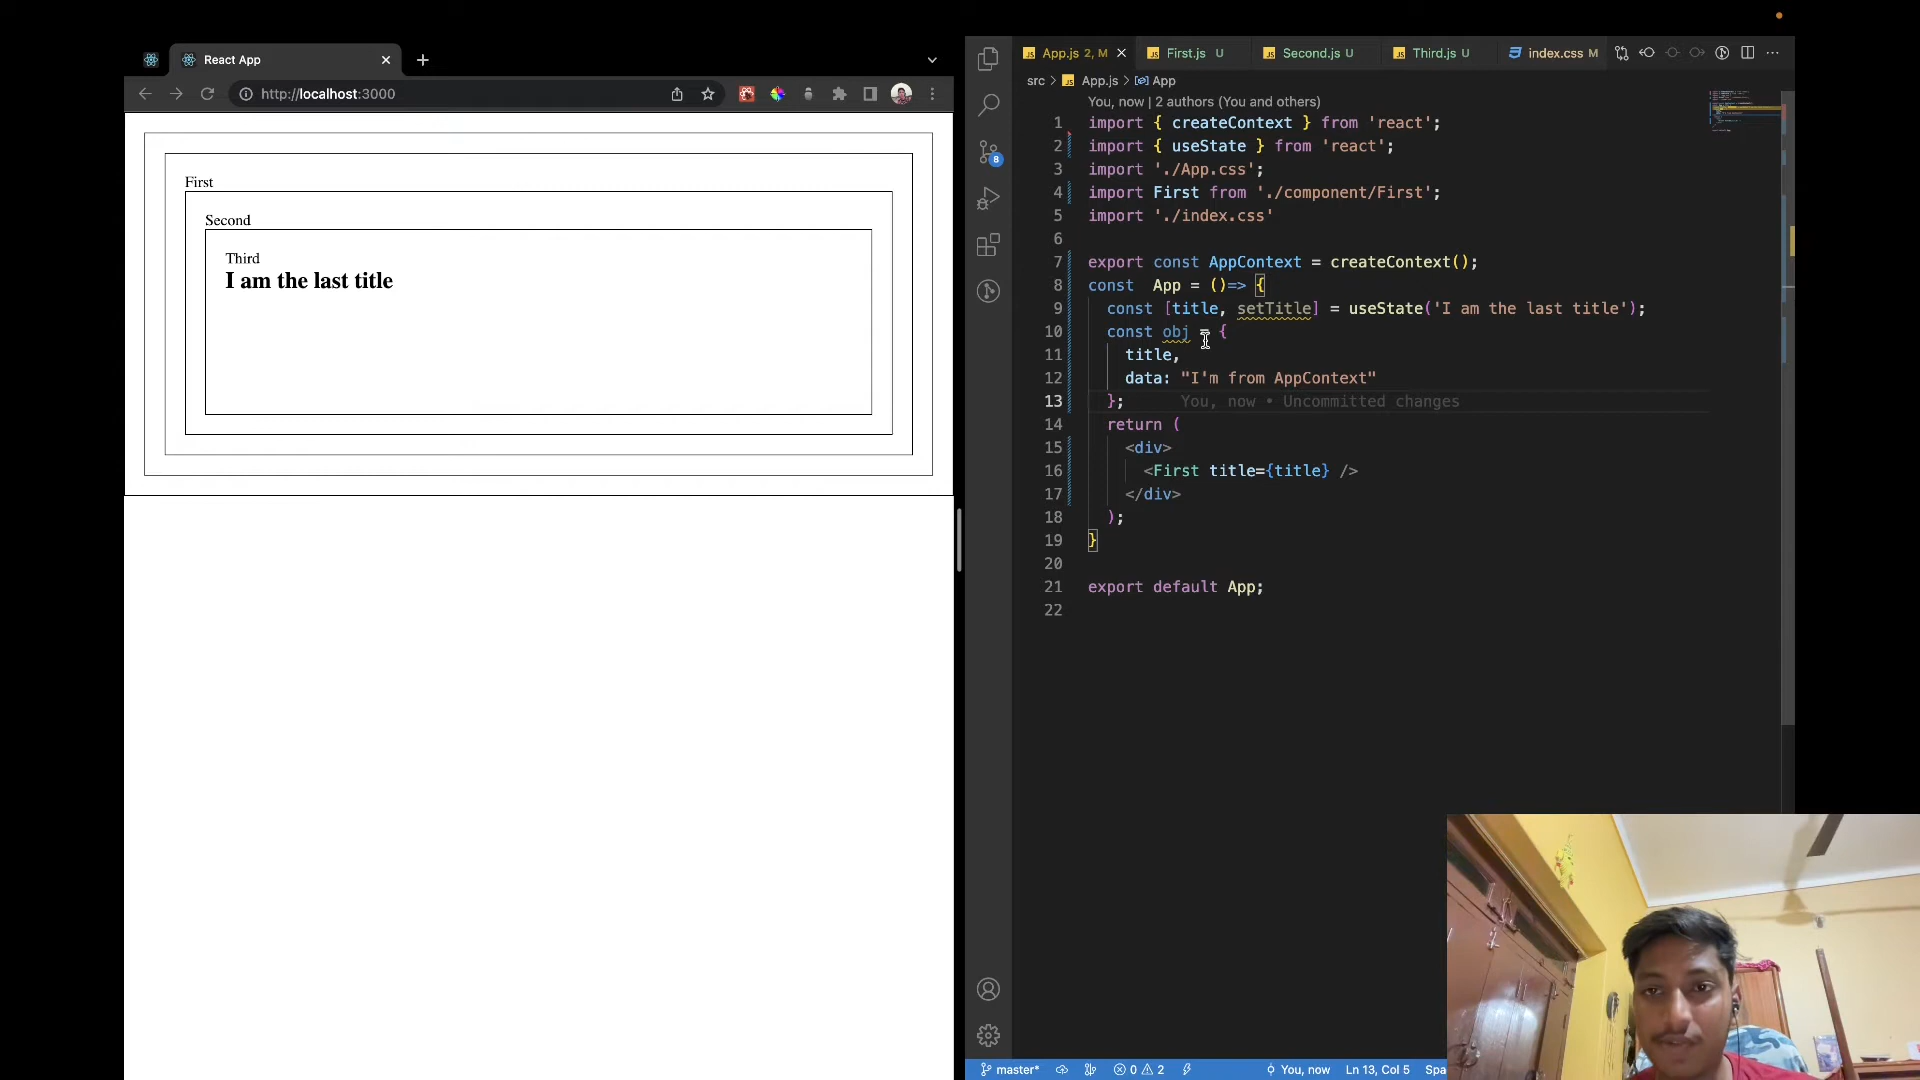 React App
http://localhost:3000
First
Second
Third
I am the last title
App.js 2, M
First.js U
Second.js U
Third.js U
index.css M
src > App.js > App
You, now | 2 authors (You and others)
1 import { createContext } from 'react';
2 import { useState } from 'react';
3 import './App.css';
4 import First from './component/First';
5 import './index.css'
6
7 export const AppContext = createContext();
8 const App = ()=> {
9 const [title, setTitle] = useState('I am the last title');
10 const obj = {
11 title,
12 data: "I'm from AppContext"
13 }; You, now • Uncommitted changes
14 return (
15 <div>
16 <First title={title} />
17 </div>
18 );
19 }
20
21 export default App;
22
8
master* 0 2 You, now Ln 13, Col 5 Spa